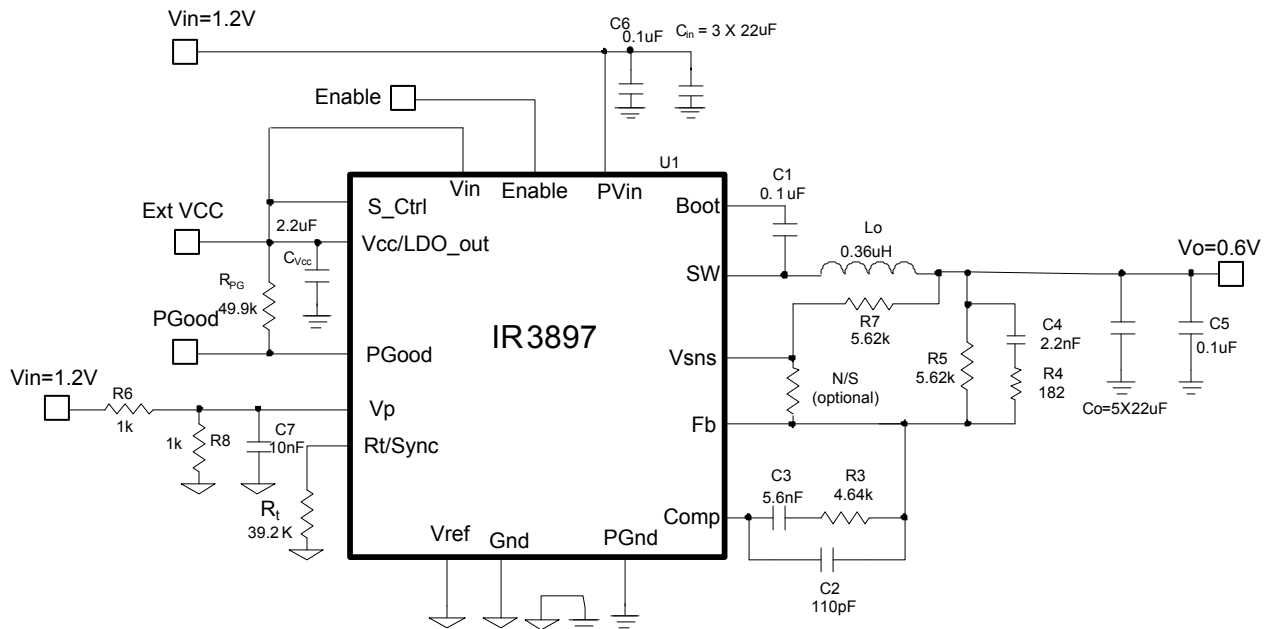 Vin=1.2V
C6
0.1uF
Cin = 3 X 22uF
Enable
U1
Vin
Enable
PVin
C1
0.1uF
Boot
S_Ctrl
Ext VCC
2.2uF
Vcc/LDO_out
CVcc
Lo
0.36uH
Vo=0.6V
SW
RPG
49.9k
PGood
IR3897
R7
5.62k
C4
2.2nF
C5
0.1uF
Vsns
R5
5.62k
R4
182
PGood
N/S
(optional)
Co=5X22uF
Vin=1.2V
R6
1k
Vp
Fb
1k
R8
C7
10nF
Rt/Sync
C3
5.6nF
R3
4.64k
Rt
39.2K
Comp
Vref
Gnd
PGnd
C2
110pF